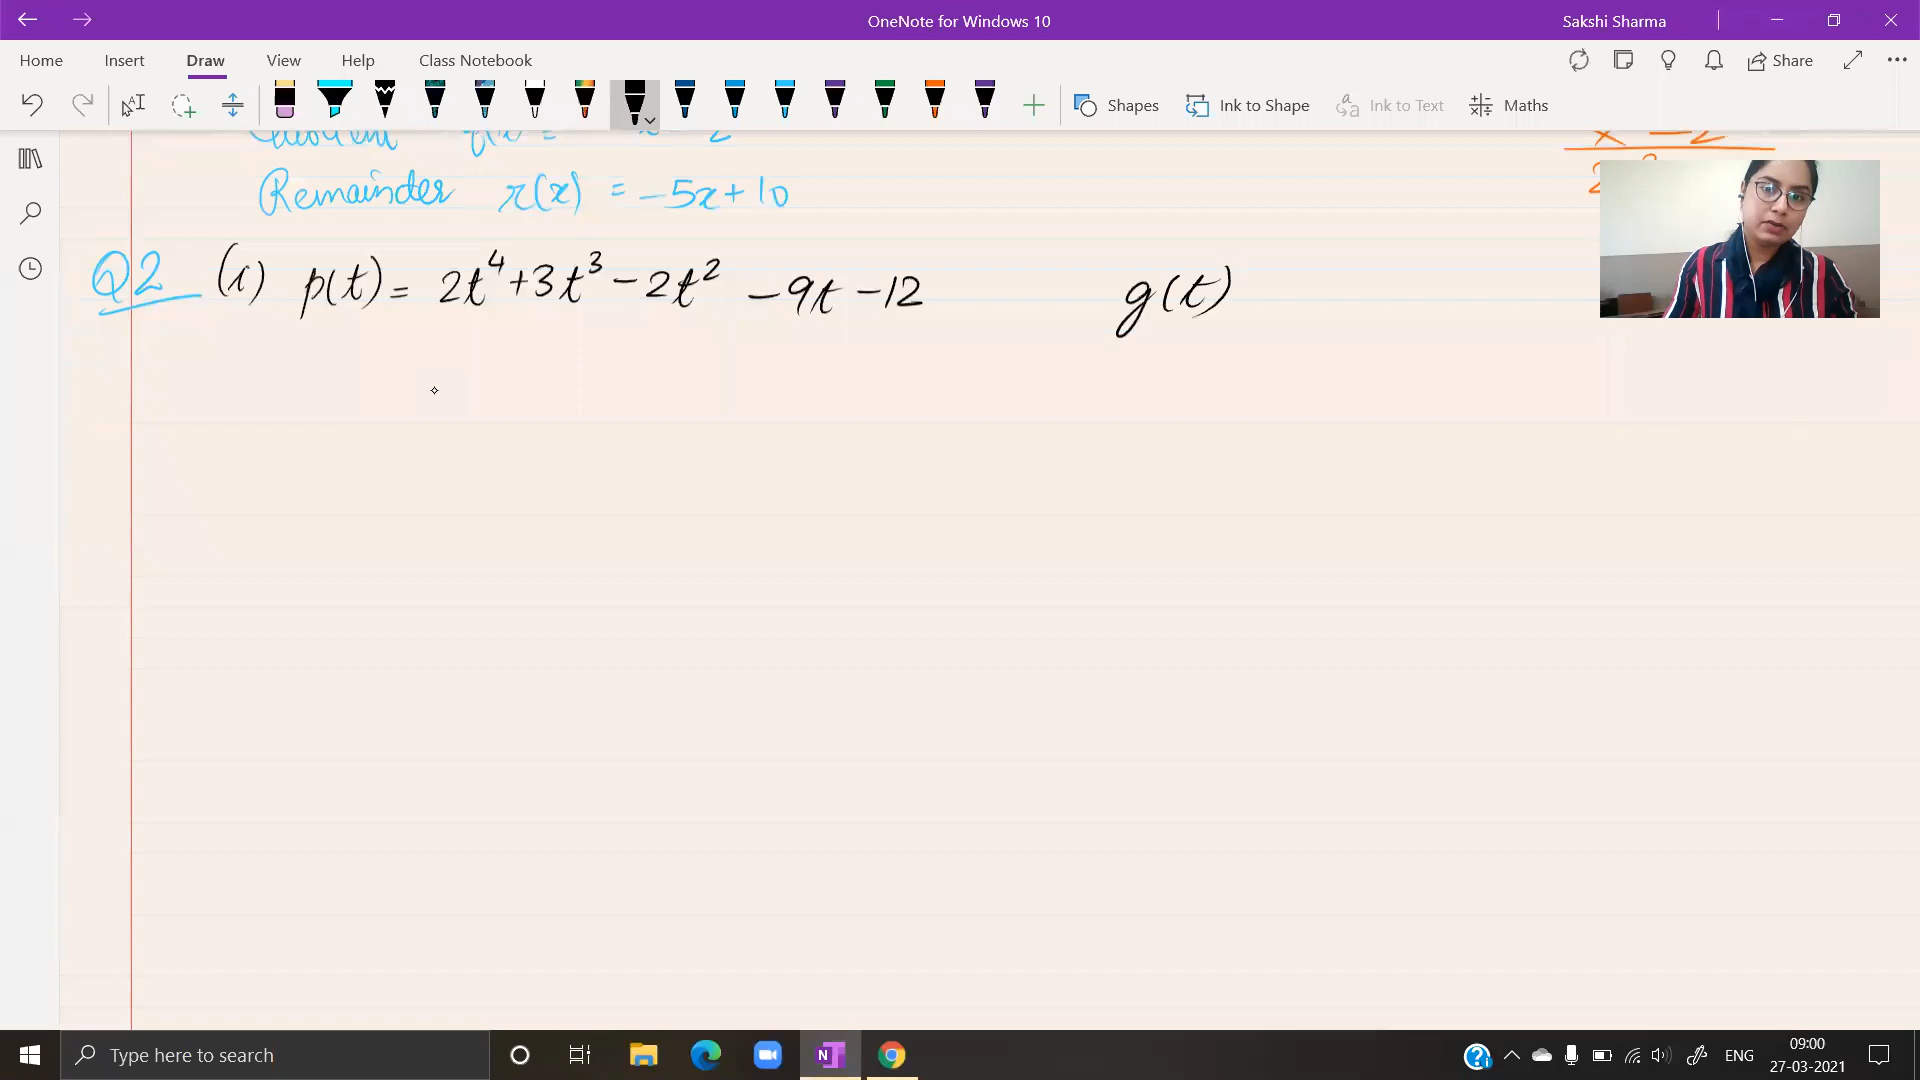 OneNote for Windows 10
Sakshi Sharma
Home Insert Draw View Help Class Notebook Share
Shapes Ink to Shape Ink to Text Maths
x - 2
Remainder r(x) = -5x+10
Q2 (i) p(t) = 2t⁴+3t³-2t² -9t-12 g(t)
Type here to search
N
ENG
09:00
27-03-2021